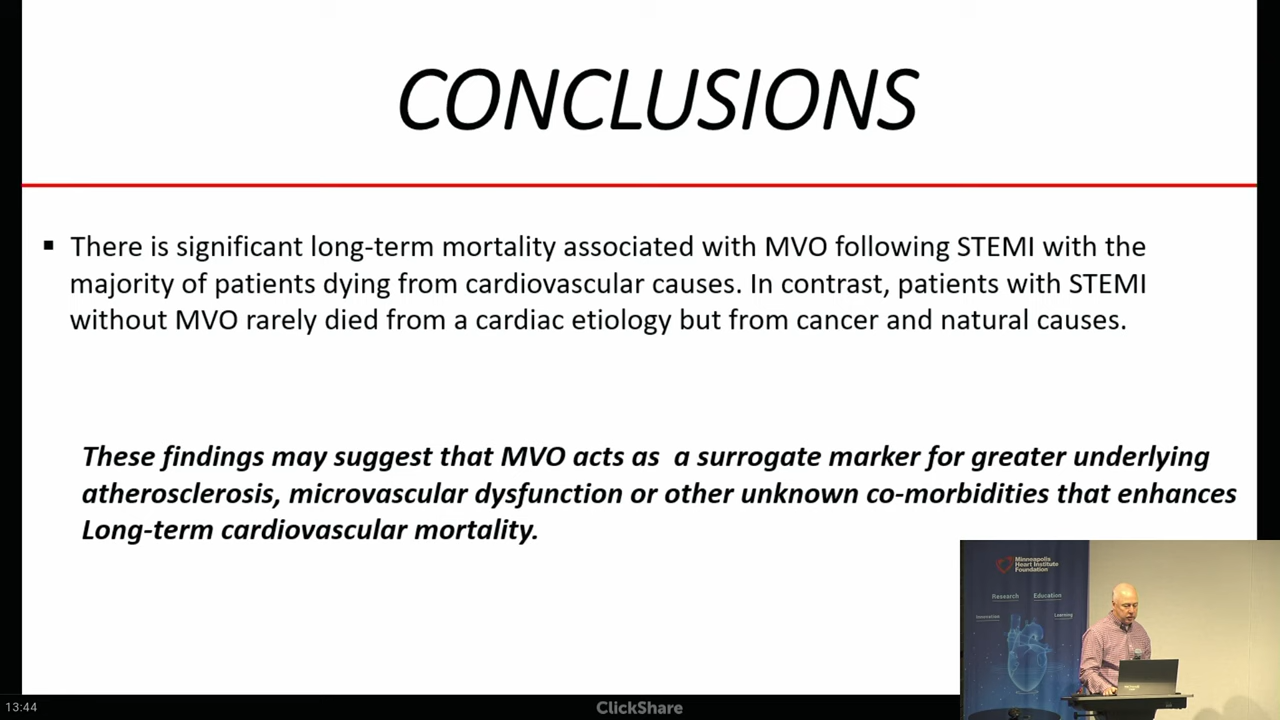 CONCLUSIONS
▪ There is significant long-term mortality associated with MVO following STEMI with the
majority of patients dying from cardiovascular causes. In contrast, patients with STEMI
without MVO rarely died from a cardiac etiology but from cancer and natural causes.
These findings may suggest that MVO acts as a surrogate marker for greater underlying
atherosclerosis, microvascular dysfunction or other unknown co-morbidities that enhances
Long-term cardiovascular mortality.
Minneapolis
Heart Institute
Foundation
Research Education
Innovation Learning
13:44
ClickShare